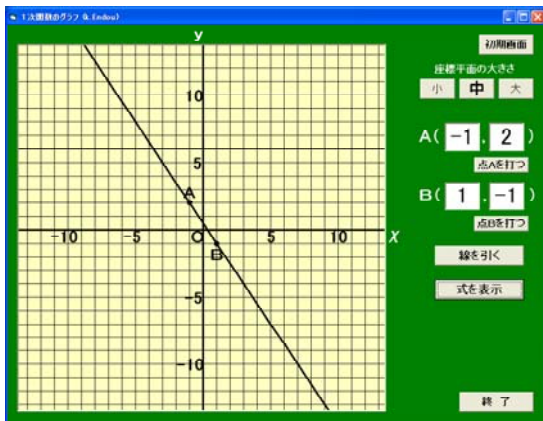 1次関数のグラフ(k.Endou)
y
初期画面
座標平面の大きさ
小 中 大
10
A( -1 , 2 )
点Aを打つ
5
B( 1 , -1 )
点Bを打つ
A
-10 -5 O 5 10 X
B
線を引く
式を表示
-5
-10
終 了